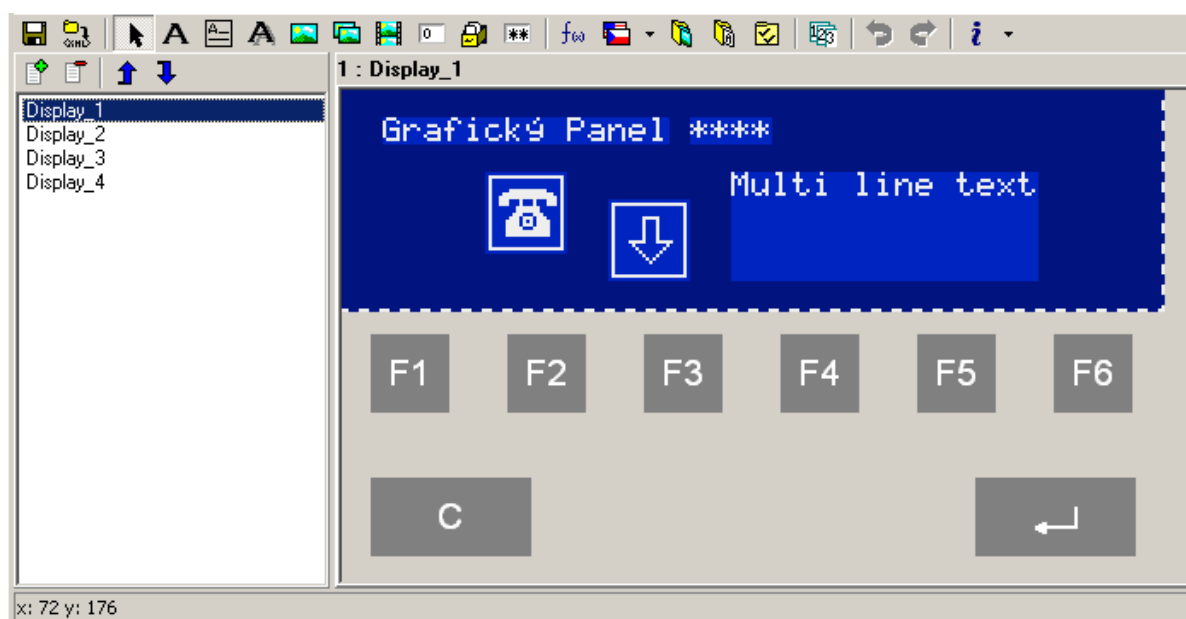 1 : Display_1
Display_1
Display_2
Display_3
Display_4
Grafický Panel ****
Multi line text
F1 F2 F3 F4 F5 F6
C
x: 72 y: 176